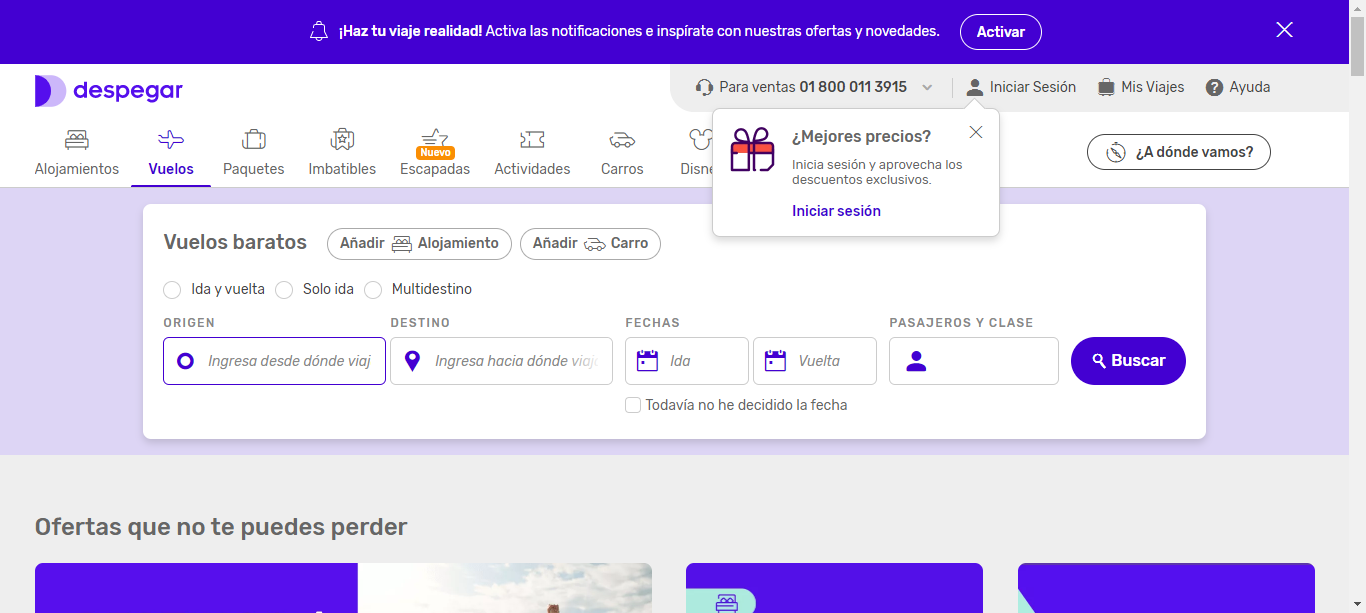 ¡Haz tu viaje realidad! Activa las notificaciones e inspírate con nuestras ofertas y novedades.
Activar
despegar
Para ventas 01 800 011 3915
Iniciar Sesión
Mis Viajes
Ayuda
Alojamientos
Vuelos
Paquetes
Imbatibles
Nuevo
Escapadas
Actividades
Carros
Disne
¿Mejores precios?
Inicia sesión y aprovecha los
descuentos exclusivos.
Iniciar sesión
¿A dónde vamos?
Vuelos baratos
Añadir Alojamiento
Añadir Carro
Ida y vuelta
Solo ida
Multidestino
ORIGEN
DESTINO
FECHAS
PASAJEROS Y CLASE
Ingresa desde dónde viaj
Ingresa hacia dónde viaja
Ida
Vuelta
Buscar
Todavía no he decidido la fecha
Ofertas que no te puedes perder